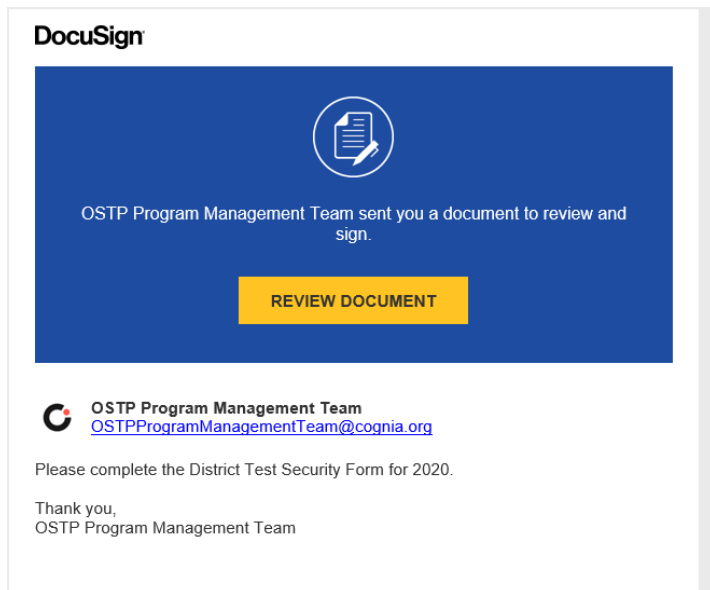 DocuSign
OSTP Program Management Team sent you a document to review and
sign.
REVIEW DOCUMENT
OSTP Program Management Team
OSTPProgramManagementTeam@cognia.org
Please complete the District Test Security Form for 2020.
Thank you,
OSTP Program Management Team